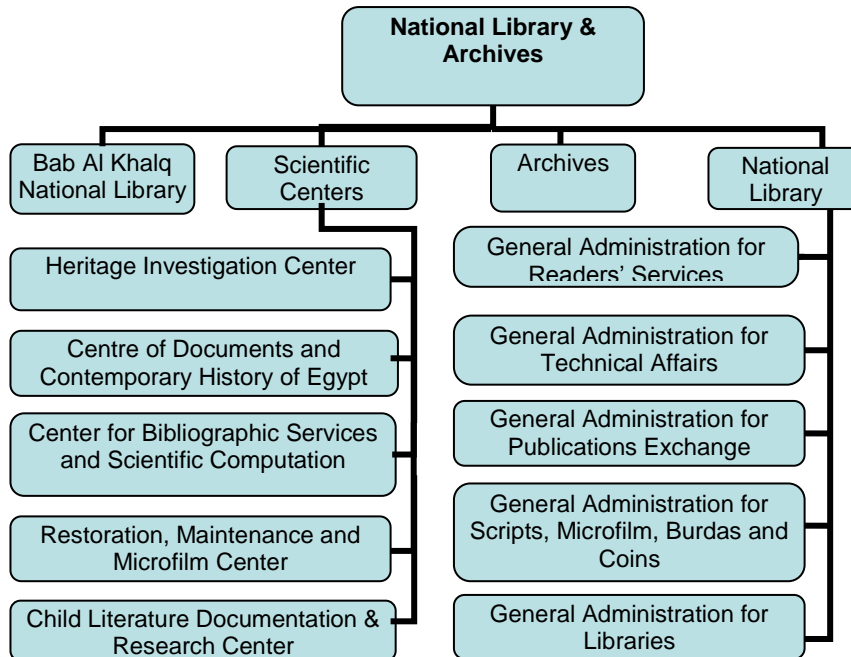 National Library &
Archives
Bab Al Khalq
National Library
Scientific
Centers
Archives
National
Library
Heritage Investigation Center
Centre of Documents and
Contemporary History of Egypt
Center for Bibliographic Services
and Scientific Computation
Restoration, Maintenance and
Microfilm Center
Child Literature Documentation &
Research Center
General Administration for
Readers’ Services
General Administration for
Technical Affairs
General Administration for
Publications Exchange
General Administration for
Scripts, Microfilm, Burdas and
Coins
General Administration for
Libraries